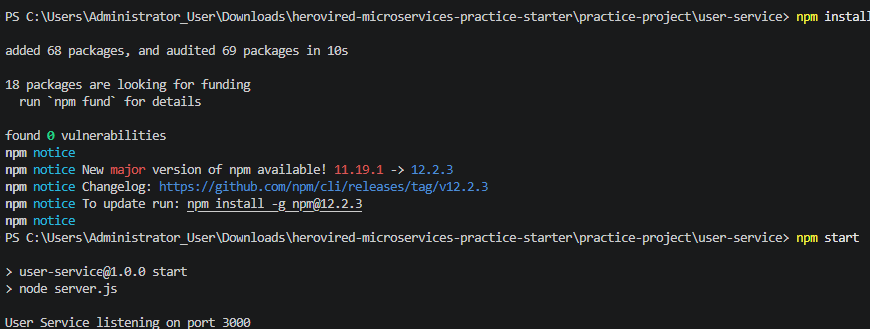 PS C:\Users\Administrator_User\Downloads\herovired-microservices-practice-starter\practice-project\user-service> npm install
added 68 packages, and audited 69 packages in 10s
18 packages are looking for funding
run `npm fund` for details
found 0 vulnerabilities
npm notice
npm notice New major version of npm available! 11.19.1 -> 12.2.3
npm notice Changelog: https://github.com/npm/cli/releases/tag/v12.2.3
npm notice To update run: npm install -g npm@12.2.3
npm notice
PS C:\Users\Administrator_User\Downloads\herovired-microservices-practice-starter\practice-project\user-service> npm start
> user-service@1.0.0 start
> node server.js
User Service listening on port 3000